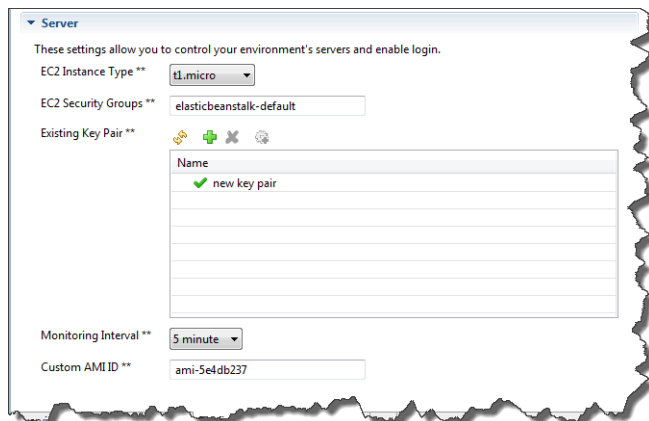 Server
These settings allow you to control your environment's servers and enable login.
EC2 Instance Type ** t1.micro
EC2 Security Groups ** elasticbeanstalk-default
Existing Key Pair **
Name
new key pair
Monitoring Interval ** 5 minute
Custom AMI ID ** ami-5e4db237